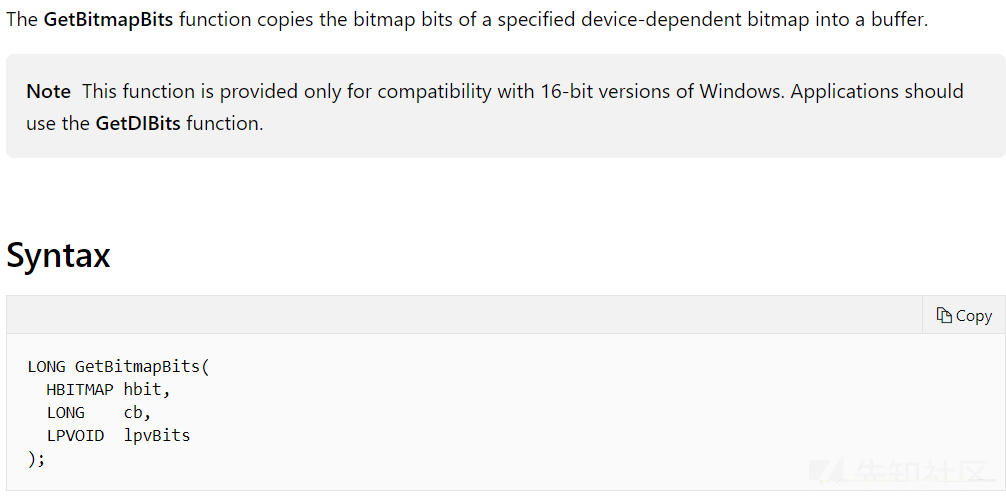 The GetBitmapBits function copies the bitmap bits of a specified device-dependent bitmap into a buffer.
Note This function is provided only for compatibility with 16-bit versions of Windows. Applications should
use the GetDIBits function.
Syntax
Copy
LONG GetBitmapBits(
  HBITMAP hbit,
  LONG    cb,
  LPVOID  lpvBits
);
先知社区